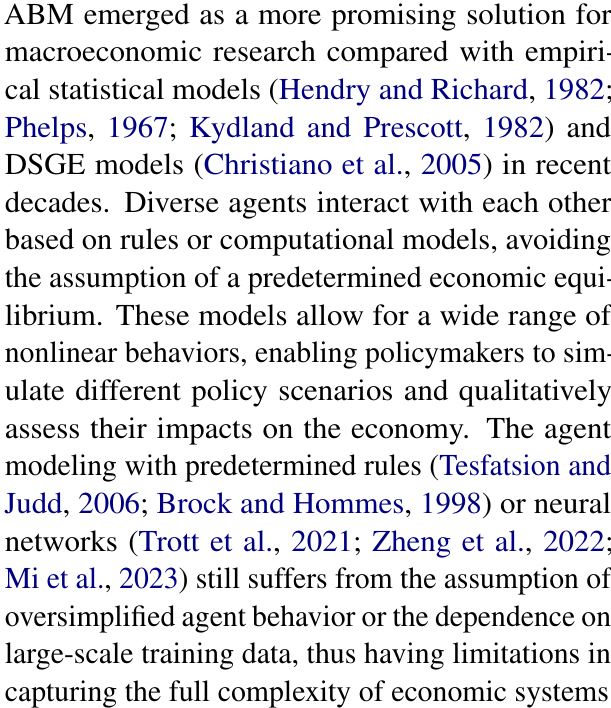 ABM emerged as a more promising solution for
macroeconomic research compared with empiri-
cal statistical models (Hendry and Richard, 1982;
Phelps, 1967; Kydland and Prescott, 1982) and
DSGE models (Christiano et al., 2005) in recent
decades. Diverse agents interact with each other
based on rules or computational models, avoiding
the assumption of a predetermined economic equi-
librium. These models allow for a wide range of
nonlinear behaviors, enabling policymakers to sim-
ulate different policy scenarios and qualitatively
assess their impacts on the economy. The agent
modeling with predetermined rules (Tesfatsion and
Judd, 2006; Brock and Hommes, 1998) or neural
networks (Trott et al., 2021; Zheng et al., 2022;
Mi et al., 2023) still suffers from the assumption of
oversimplified agent behavior or the dependence on
large-scale training data, thus having limitations in
capturing the full complexity of economic systems